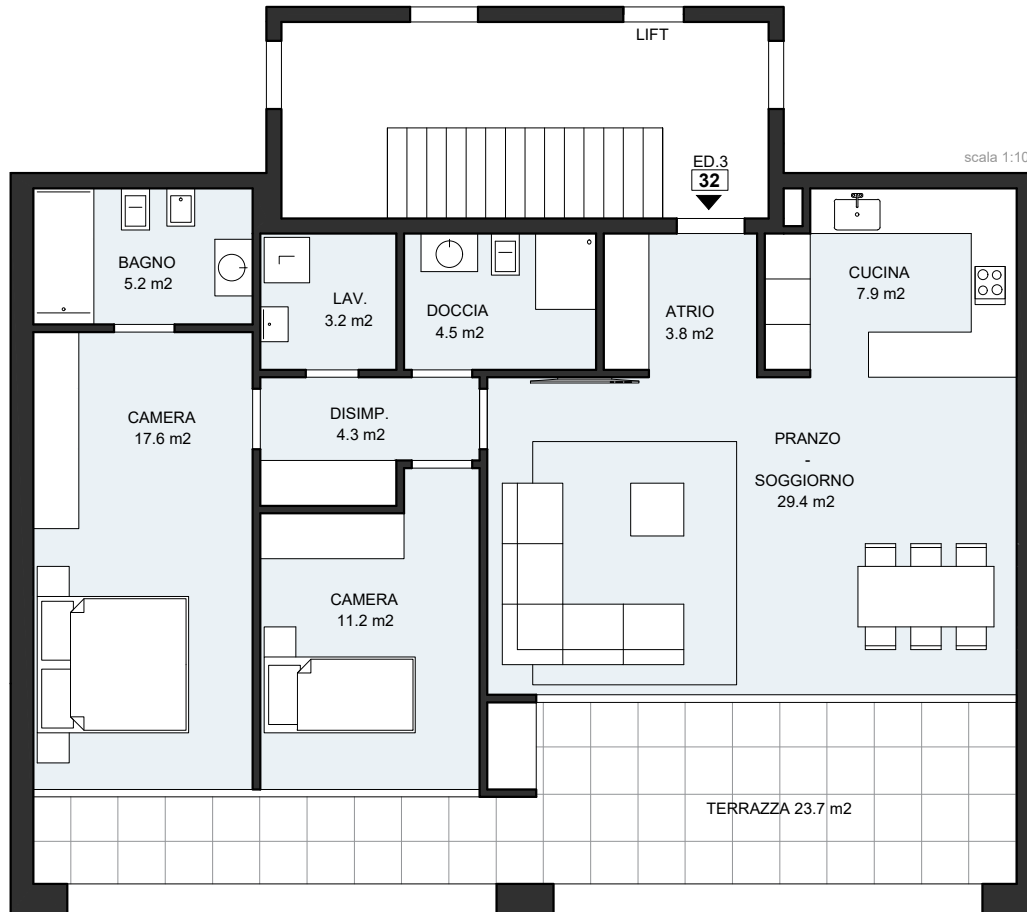 LIFT
ED.3
32
scala 1:10
BAGNO
5.2 m2
LAV.
3.2 m2
DOCCIA
4.5 m2
ATRIO
3.8 m2
CUCINA
7.9 m2
CAMERA
17.6 m2
DISIMP.
4.3 m2
PRANZO
-
SOGGIORNO
29.4 m2
CAMERA
11.2 m2
TERRAZZA 23.7 m2